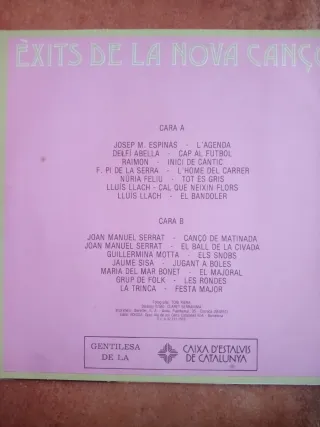 ÈXITS DE LA NOVA CANÇ
CARA A
JOSEP M. ESPINAS - L'AGENDA
DELFÍ ABELLA - CAP AL FUTBOL
RAIMON - INICI DE CÀNTIC
F. PI DE LA SERRA - L'HOME DEL CARRER
NÚRIA FELIU - TOT ÉS GRIS
LLUÍS LLACH - CAL QUE NEIXIN FLORS
LLUÍS LLACH - EL BANDOLER
CARA B
JOAN MANUEL SERRAT - CANÇÓ DE MATINADA
JOAN MANUEL SERRAT - EL BALL DE LA CIVADA
GUILLERMINA MOTTA - ELS SNOBS
JAUME SISA - JUGANT A BOLES
MARIA DEL MAR BONET - EL MAJORAL
GRUP DE FOLK - LES RONDES
LA TRINCA - FESTA MAJOR
GENTILESA
DE LA
CAIXA D'ESTALVIS
DE CATALUNYA